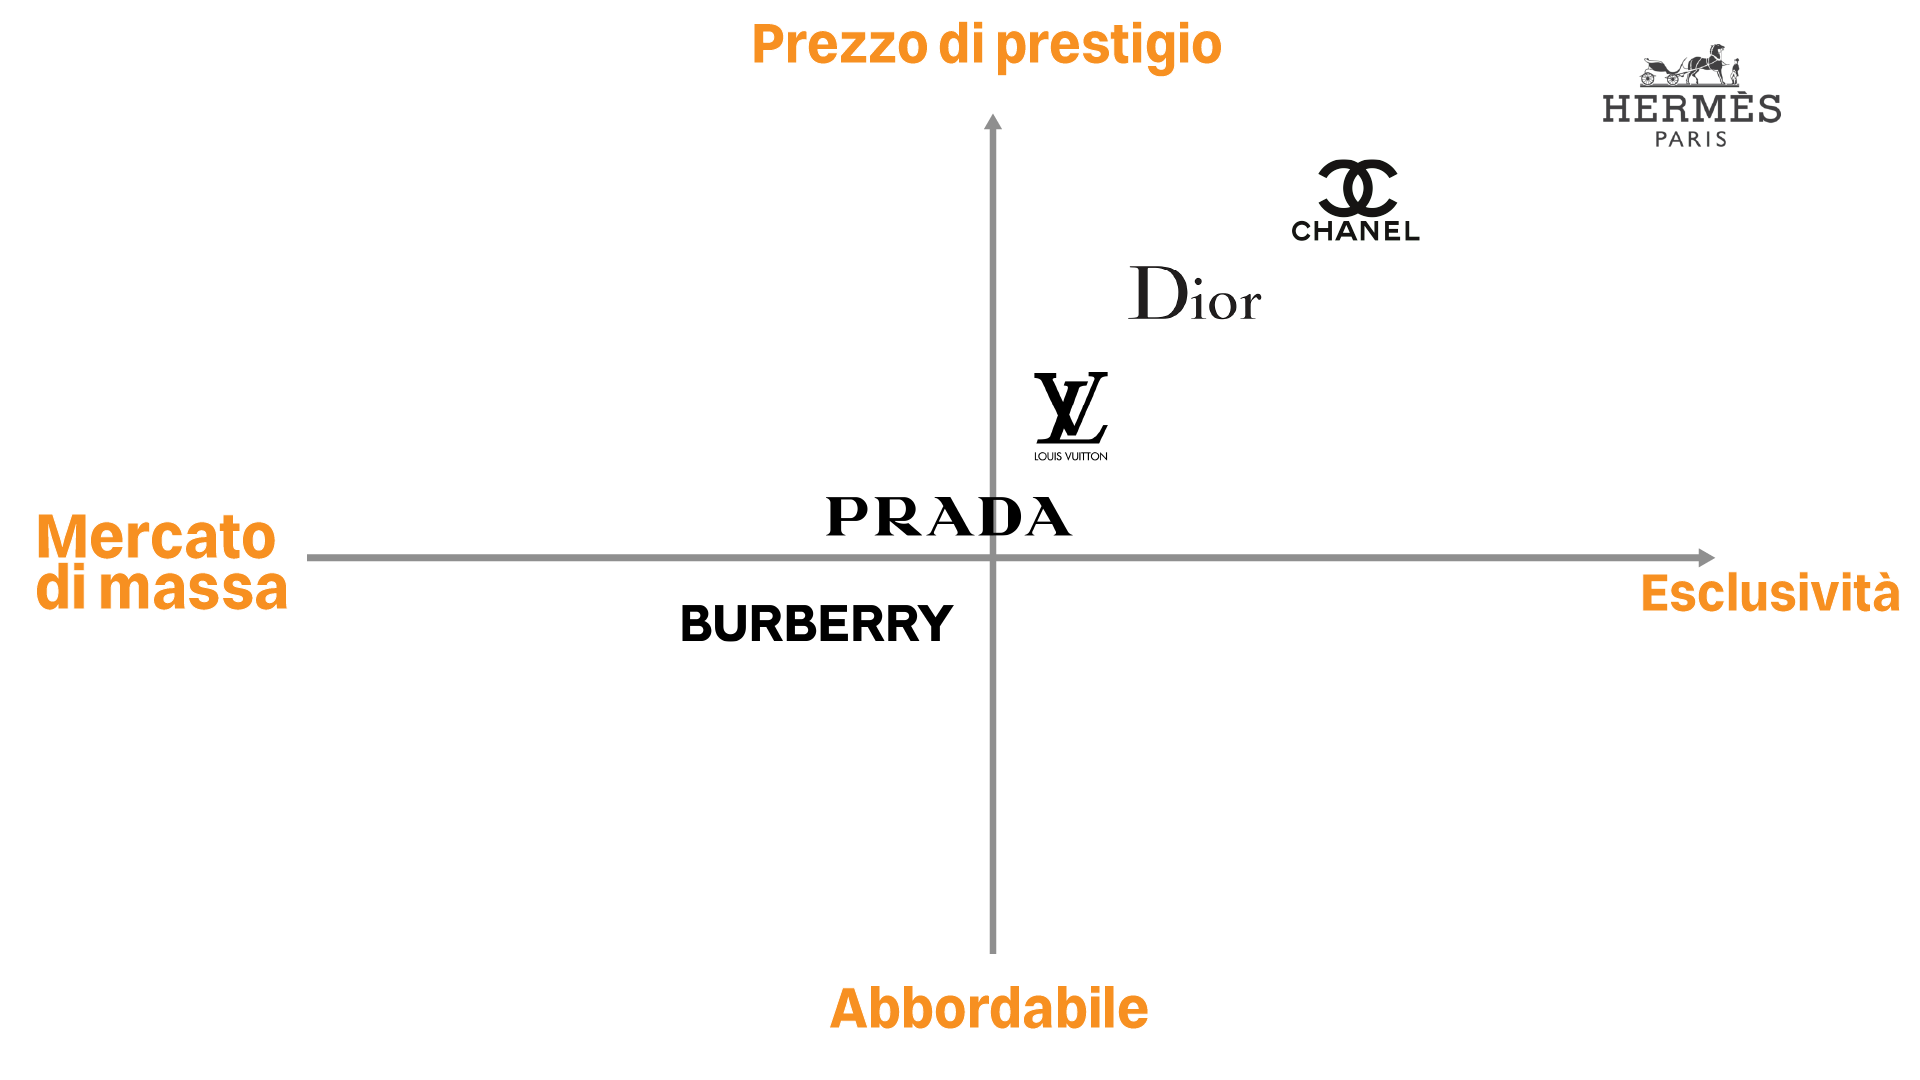 Prezzo di prestigio
HERMÈS
PARIS
CHANEL
Dior
LV
LOUIS VUITTON
PRADA
Mercato
di massa
Esclusività
BURBERRY
Abbordabile